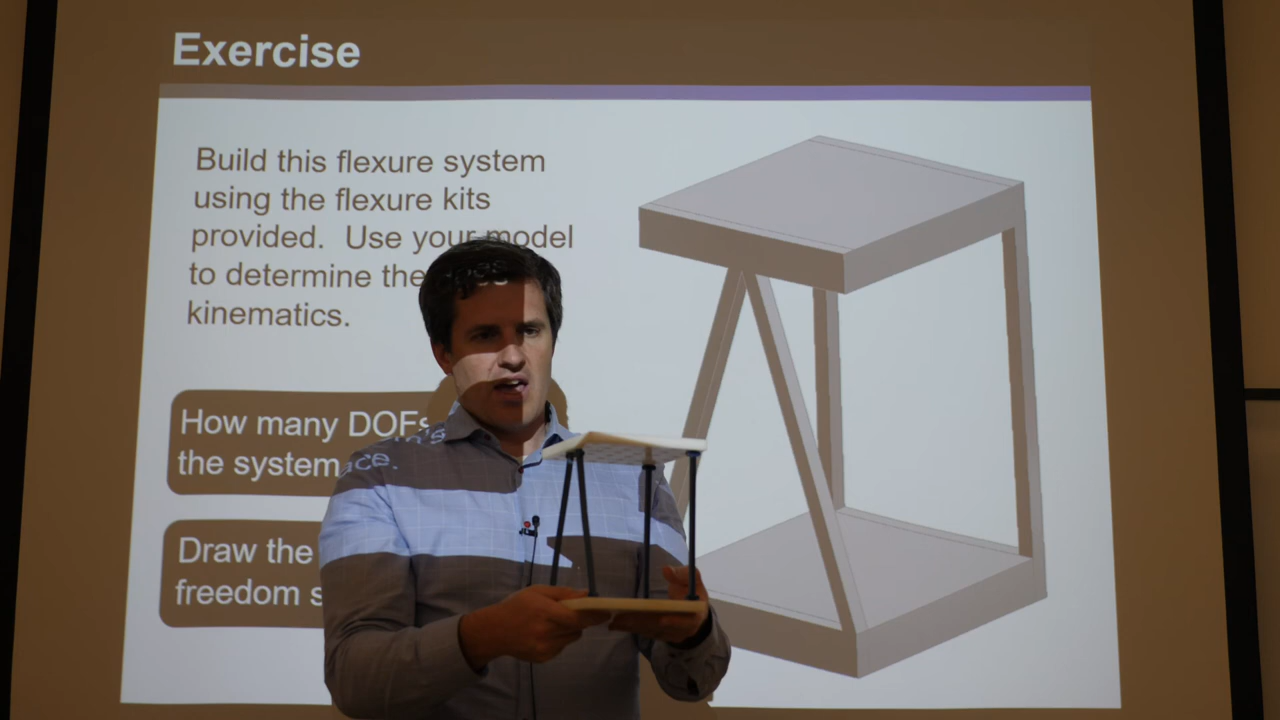 Exercise
Build this flexure system
using the flexure kits
provided. Use your model
to determine the
kinematics.
How many DOFs
the system
ace.
Draw the
freedom s